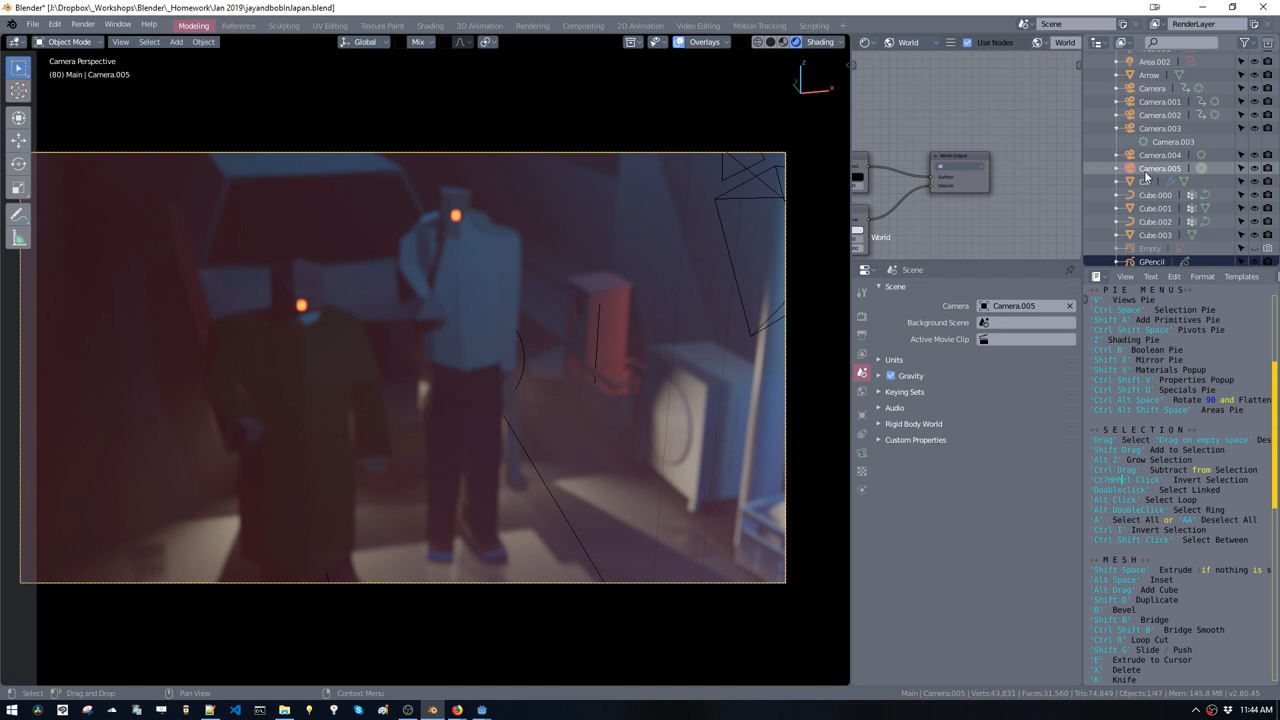 Blender* [J:\Dropbox\_Workshops\Blender\_Homework\Jan 2019\jayandbobInJapan.blend]
File Edit Render Window Help Modeling Reference Sculpting UV Editing Texture Paint Shading 3D Animation Rendering Compositing 2D Animation Video Editing Motion Tracking Scripting Scene RenderLayer
Object Mode View Select Add Object Global Mix Overlays Shading World Use Nodes World
Camera Perspective
(80) Main | Camera.005
z
x
Y
World Output
All
Surface
Volume
World
Area.002
Arrow
Camera
Camera.001
Camera.002
Camera.003
Camera.003
Camera.004
Camera.005
Cube.000
Cube.001
Cube.002
Cube.003
Empty
GPencil
Scene
Scene
Camera Camera.005
Background Scene
Active Movie Clip
Units
Gravity
Keying Sets
Audio
Rigid Body World
Custom Properties
View Text Edit Format Templates
++ P I E  M E N U S++
'V' Views Pie
'Ctrl Space' Selection Pie
'Shift A' Add Primitives Pie
'Ctrl Shift Space' Pivots Pie
'Z' Shading Pie
'Ctrl B' Boolean Pie
'Shift X' Mirror Pie
'Shift V' Materials Popup
'Ctrl Shift V' Properties Popup
'Ctrl Shift D' Specials Pie
'Ctrl Alt Space' Rotate 90 and Flatten
'Ctrl Alt Shift Space' Areas Pie
++ S E L E C T I O N ++
'Drag' Select 'Drag on empty space' Des
'Shift Drag' Add to Selection
'Alt Z' Grow Selection
'Ctrl Drag' Subtract from Selection
'Ct?HHHrl Click' Invert Selection
'Doubleclick' Select Linked
'Alt Click' Select Loop
'Alt DoubleClick' Select Ring
'A' Select All or 'AA' Deselect All
'Ctrl I' Invert Selection
'Ctrl Shift Click' Select Between
++ M E S H ++
'Shift Space' Extrude (if nothing is s
'Alt Space' Inset
'Alt Drag' Add Cube
'Shift D' Duplicate
'B' Bevel
'Shift B' Bridge
'Ctrl Shift B' Bridge Smooth
'Ctrl R' Loop Cut
'Shift G' Slide / Push
'E' Extrude to Cursor
'X' Delete
'K' Knife
Select Drag and Drop Pan View Context Menu Main | Camera.005 | Verts:43,831 | Faces:31,560 | Tris:74,849 | Objects:1/47 | Mem: 145.8 MB | v2.80.45
11:44 AM